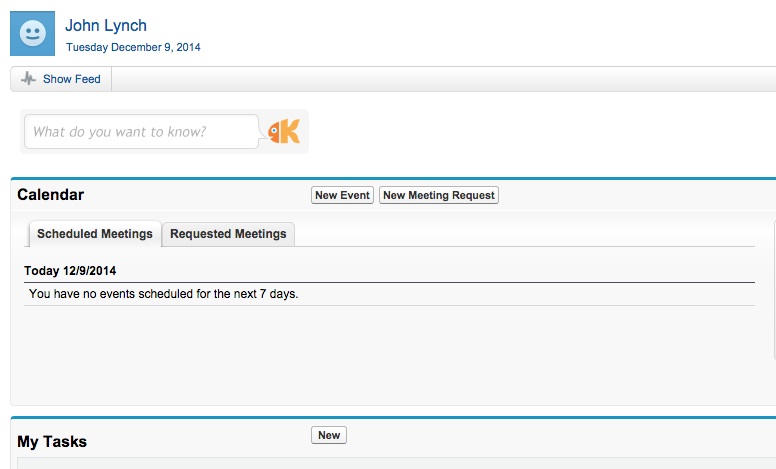 John Lynch
Tuesday December 9, 2014
Show Feed
What do you want to know?
K
Calendar
New Event New Meeting Request
Scheduled Meetings Requested Meetings
Today 12/9/2014
You have no events scheduled for the next 7 days.
My Tasks
New